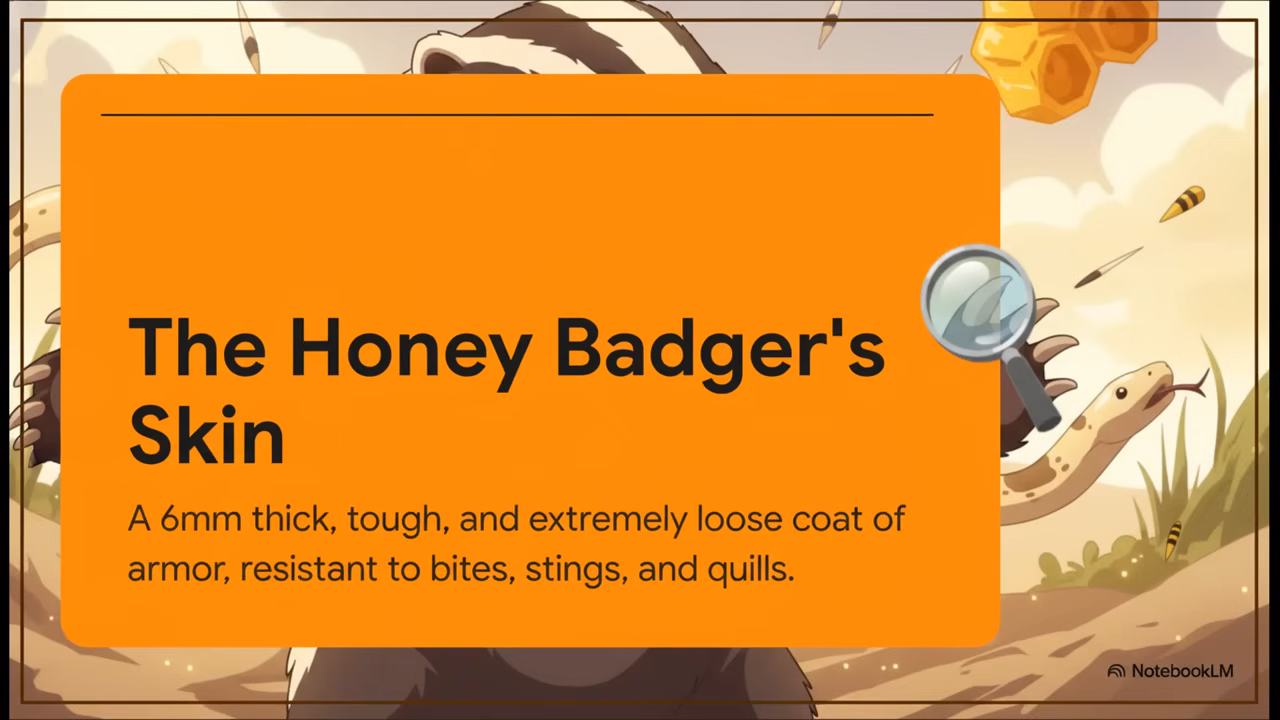 The Honey Badger's
Skin
A 6mm thick, tough, and extremely loose coat of
armor, resistant to bites, stings, and quills.
NotebookLM